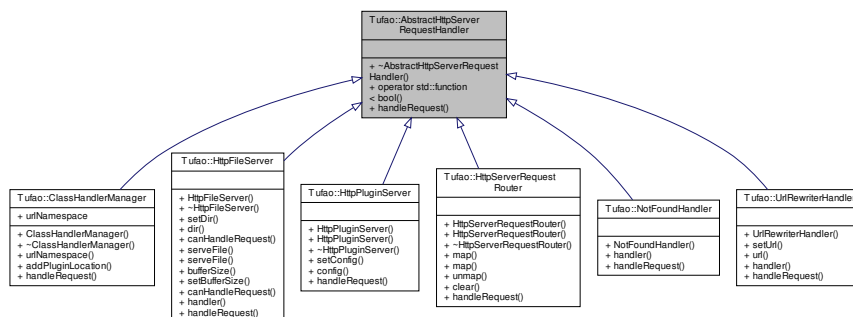 Tufao::AbstractHttpServer
RequestHandler
+ ~AbstractHttpServerRequest
Handler()
+ operator std::function
< bool()
+ handleRequest()
Tufao::ClassHandlerManager
+ urlNamespace
+ ClassHandlerManager()
+ ~ClassHandlerManager()
+ urlNamespace()
+ addPluginLocation()
+ handleRequest()
Tufao::HttpFileServer
+ HttpFileServer()
+ ~HttpFileServer()
+ setDir()
+ dir()
+ canHandleRequest()
+ serveFile()
+ serveFile()
+ bufferSize()
+ setBufferSize()
+ canHandleRequest()
+ handler()
+ handleRequest()
Tufao::HttpPluginServer
+ HttpPluginServer()
+ HttpPluginServer()
+ ~HttpPluginServer()
+ setConfig()
+ config()
+ handleRequest()
Tufao::HttpServerRequest
Router
+ HttpServerRequestRouter()
+ HttpServerRequestRouter()
+ ~HttpServerRequestRouter()
+ map()
+ map()
+ unmap()
+ clear()
+ handleRequest()
Tufao::NotFoundHandler
+ NotFoundHandler()
+ handler()
+ handleRequest()
Tufao::UrlRewriterHandler
+ UrlRewriterHandler()
+ setUrl()
+ url()
+ handler()
+ handleRequest()